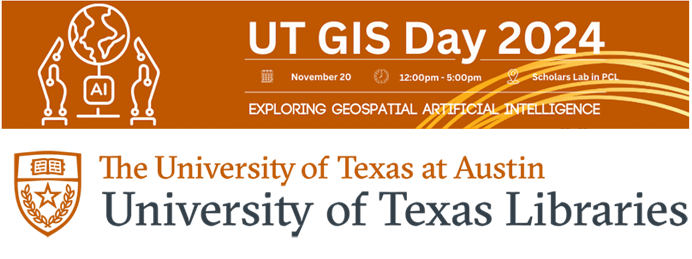 UT GIS Day 2024
November 20 12:00pm - 5:00pm Scholars Lab in PCL
AI
EXPLORING GEOSPATIAL ARTIFICIAL INTELLIGENCE
The University of Texas at Austin
University of Texas Libraries